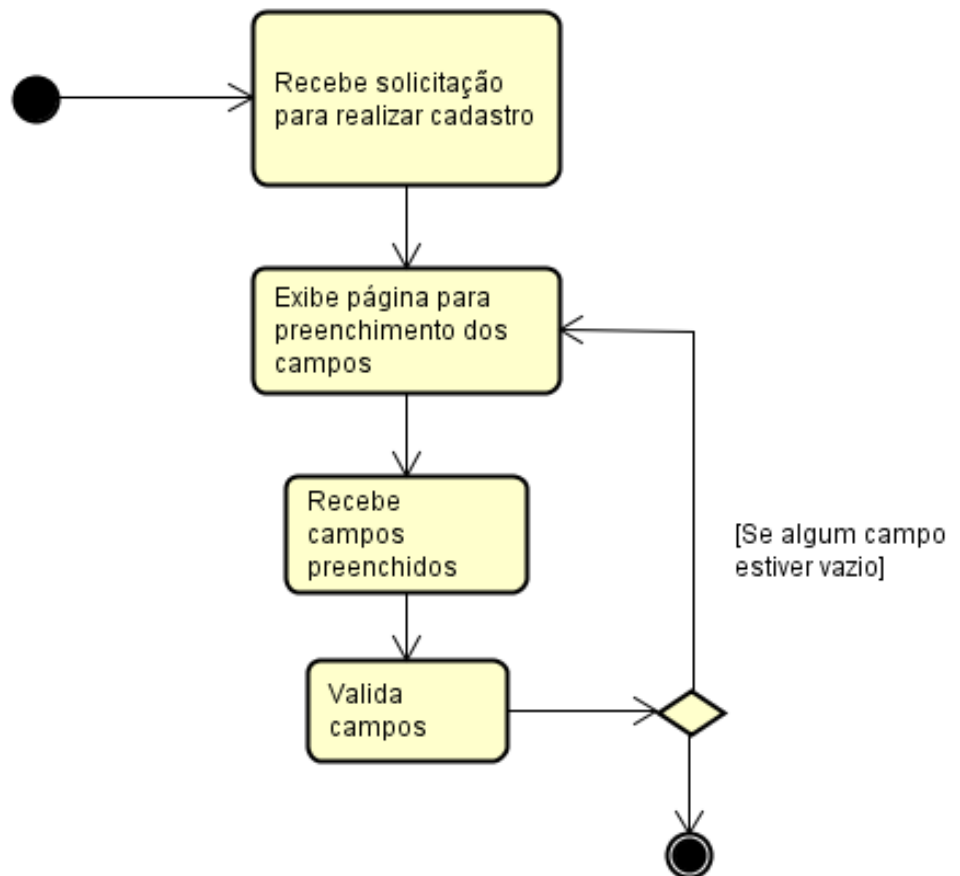 Recebe solicitação
para realizar cadastro
Exibe página para
preenchimento dos
campos
Recebe
campos
preenchidos
[Se algum campo
estiver vazio]
Valida
campos